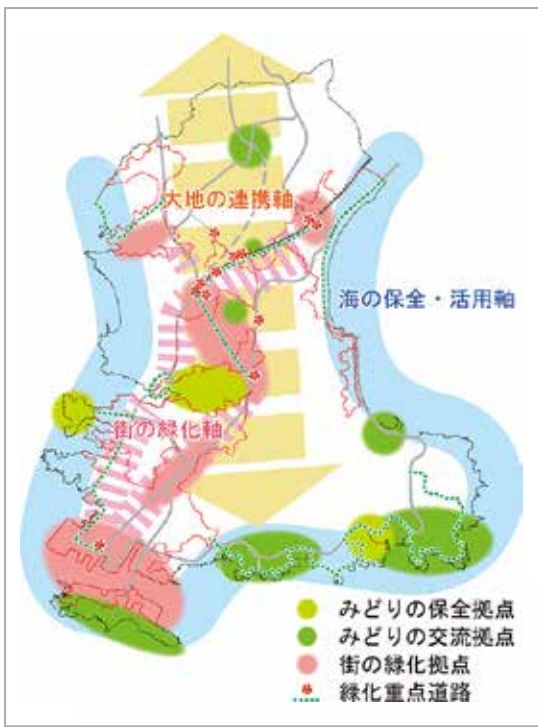 大地の連携軸
海の保全・活用軸
街の緑化軸
みどりの保全拠点
みどりの交流拠点
街の緑化拠点
緑化重点道路